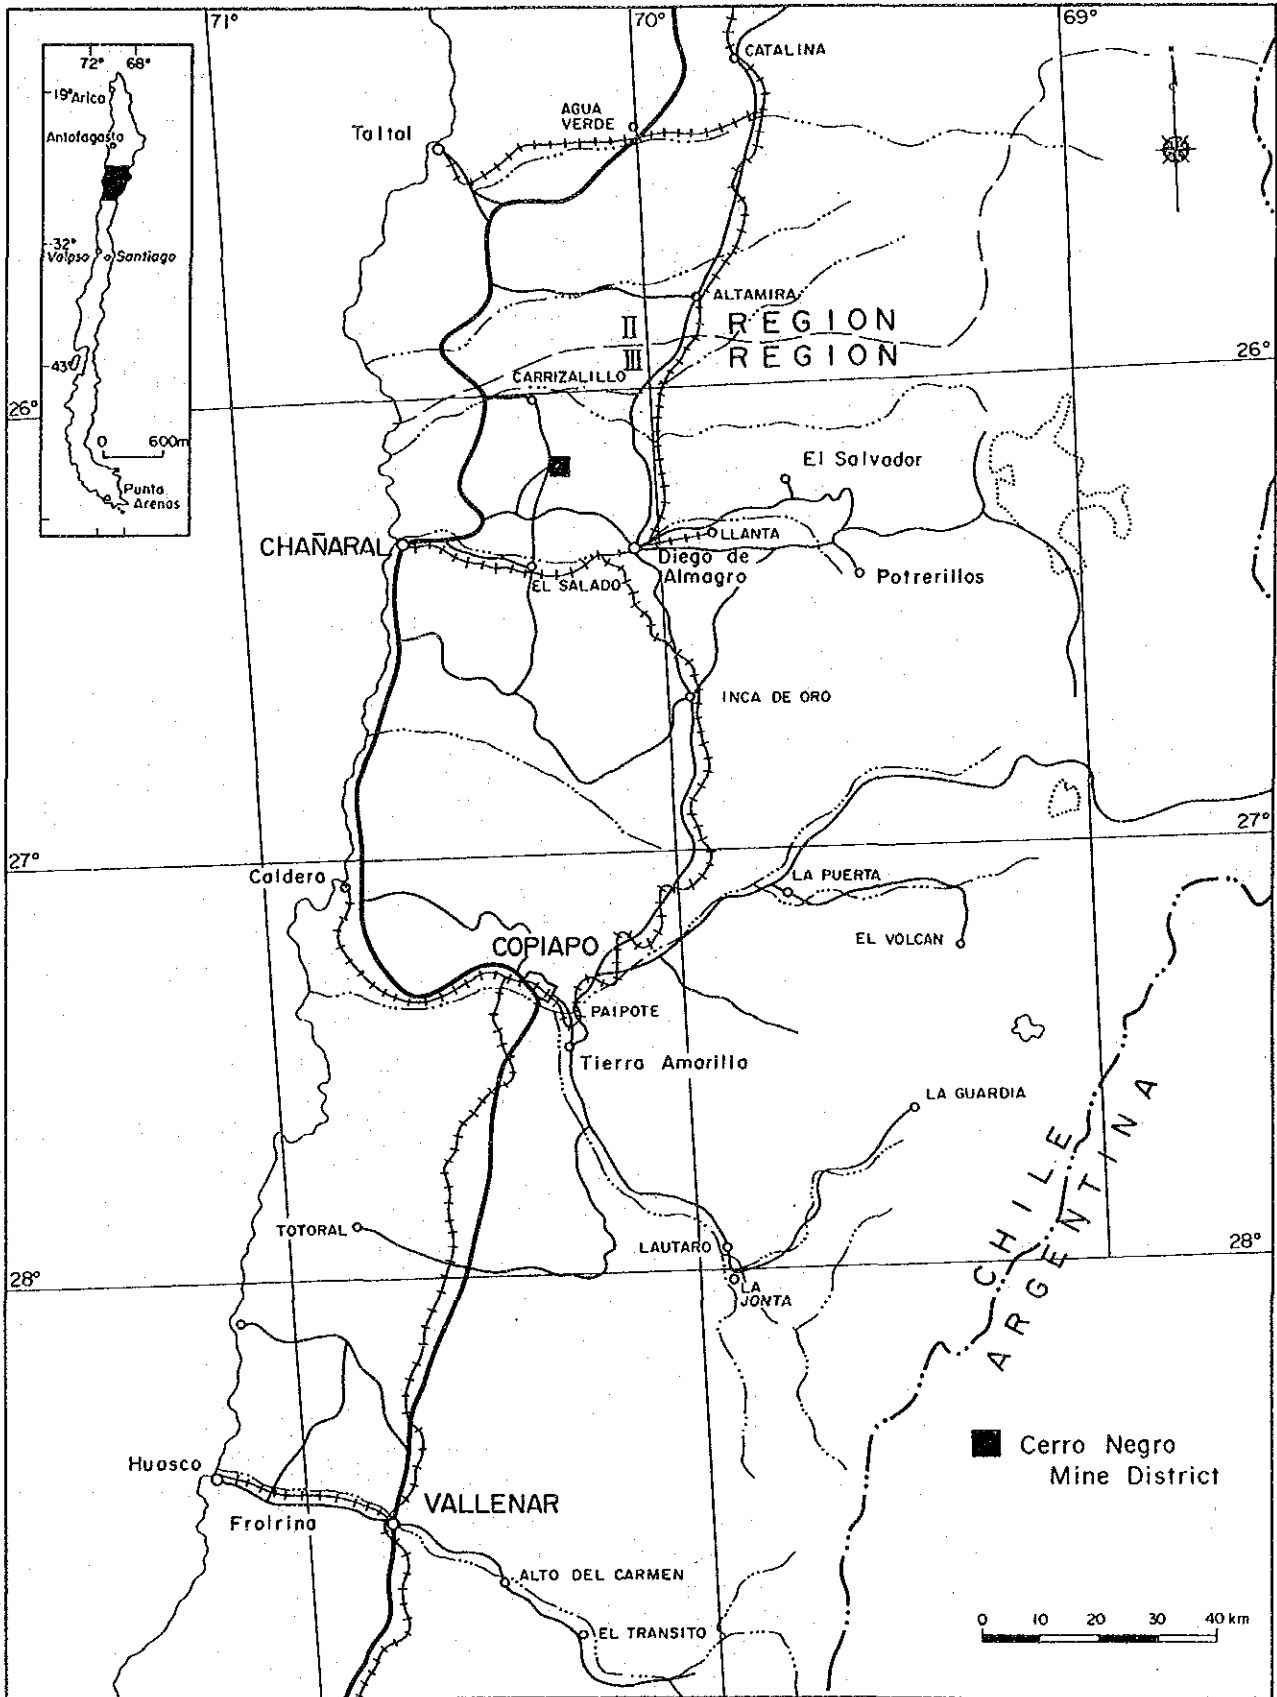 71°
70°
69°
72° 68°
19° Arica
Antofagasta
32°
Valpso
Santiago
43°
0 600m
Punta
Arenas
CATALINA
AGUA
VERDE
Taltal
ALTAMIRA
II REGION
III REGION
26°
CARRIZALILLO
26°
El Salvador
CHAÑARAL
LLANTA
Diego de
Almagro
EL SALADO
Potrerillos
INCA DE ORO
27°
27°
Caldera
LA PUERTA
COPIAPO
EL VOLCAN
PAIPOTE
Tierra Amarilla
LA GUARDIA
CHILE
ARGENTINA
TOTORAL
LAUTARO
28°
28°
LA
JONTA
Huasco
Cerro Negro
Mine District
VALLENAR
Froirina
ALTO DEL CARMEN
EL TRANSITO
0 10 20 30 40 km